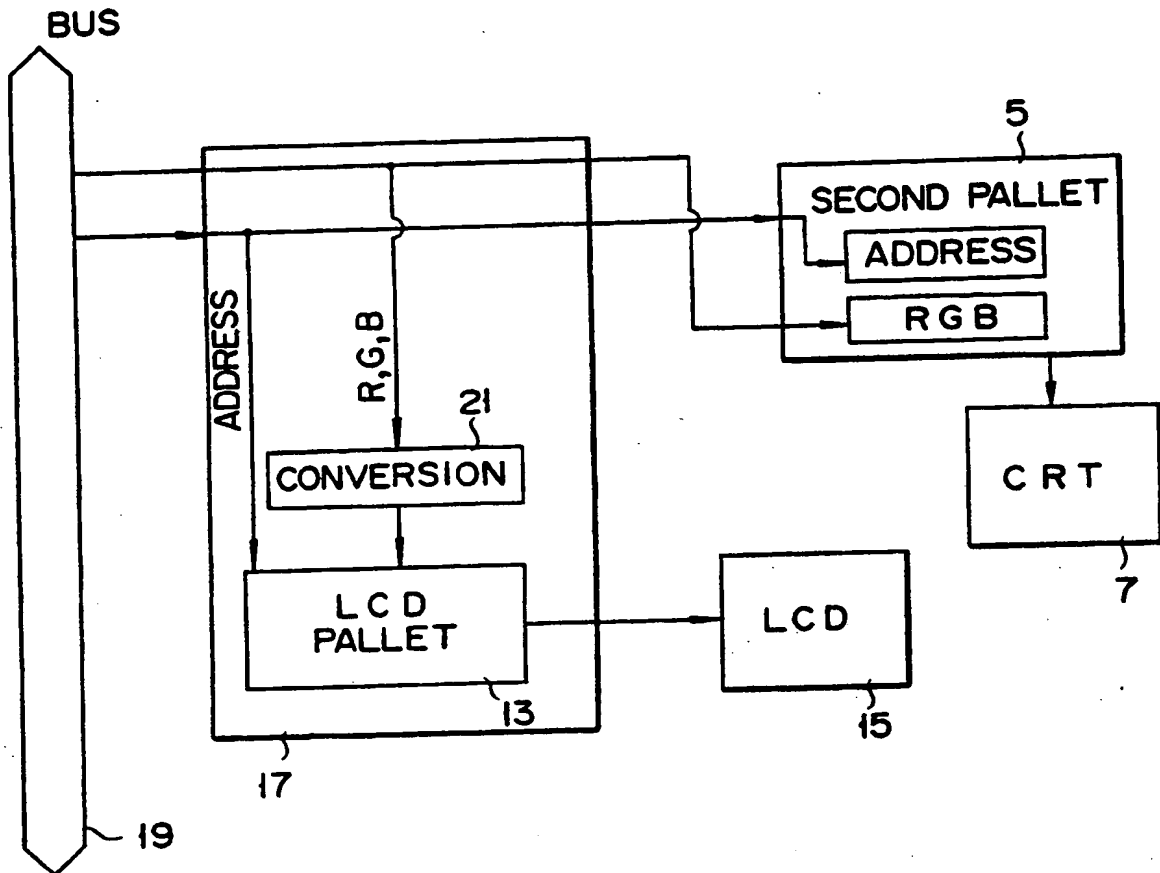 BUS
5
SECOND PALLET
ADDRESS
RGB
ADDRESS
R,G,B
21
CONVERSION
CRT
7
LCD
PALLET
13
LCD
15
17
19